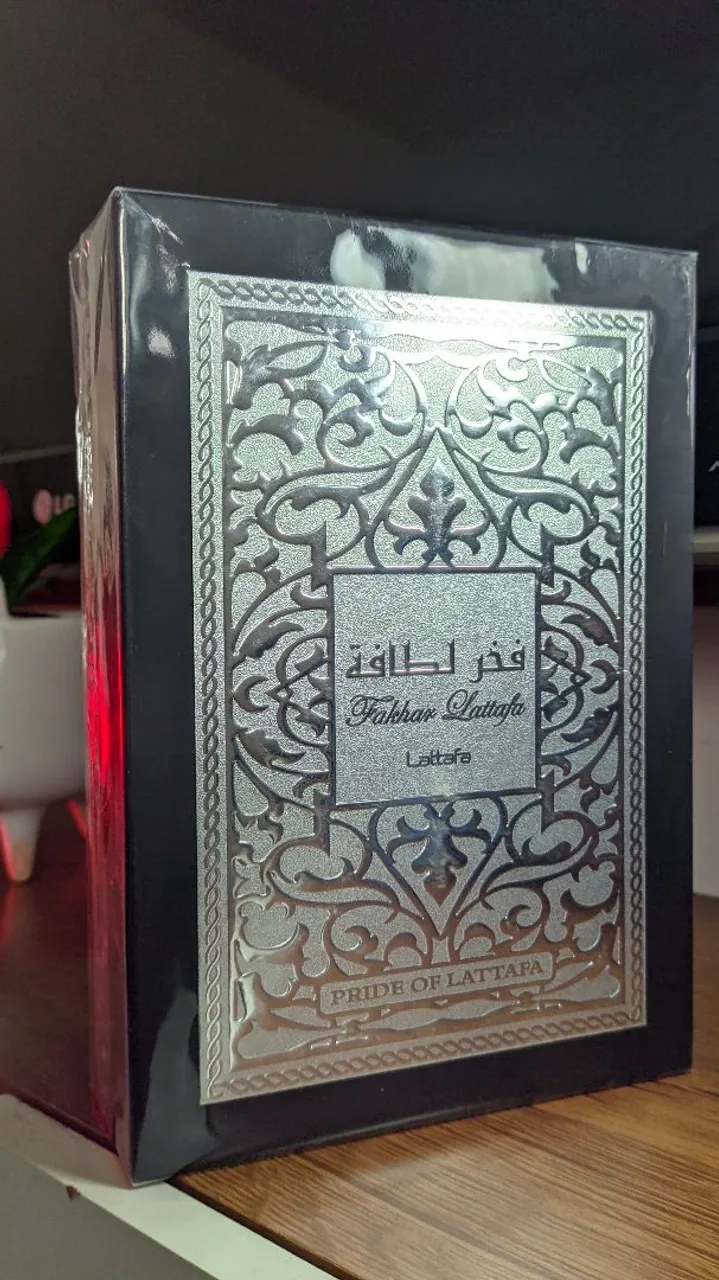 فخر لطافة
Fakhar Lattafa
Lattafa
PRIDE OF LATTAFA